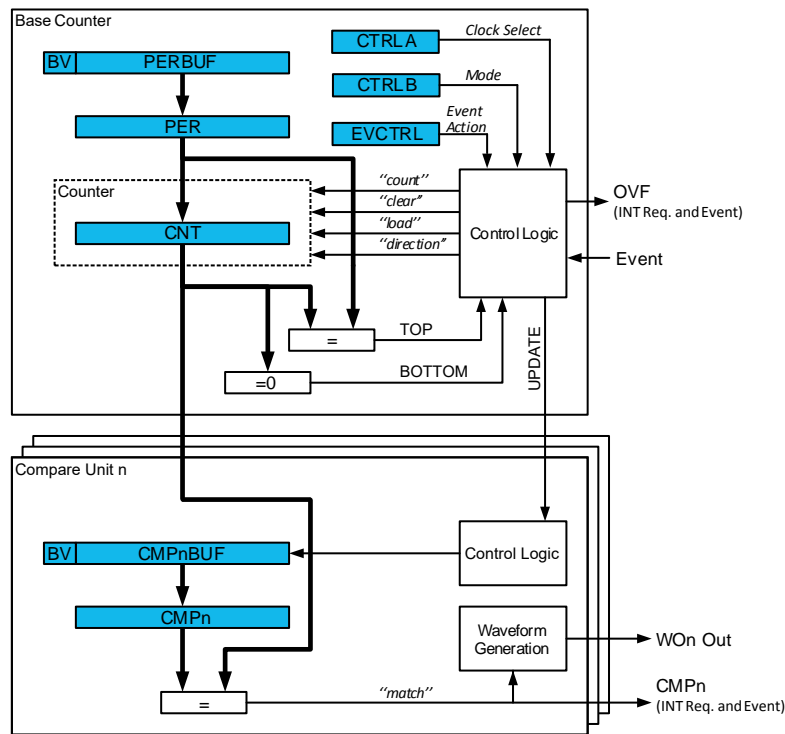 Base Counter
CTRLA
Clock Select
BV
PERBUF
CTRLB
Mode
PER
EVCTRL
Event
Action
Counter
CNT
"count"
"clear"
"load"
"direction"
Control Logic
OVF
(INT Req. and Event)
Event
=
TOP
=0
BOTTOM
UPDATE
Compare Unit n
BV
CMPnBUF
Control Logic
CMPn
Waveform
Generation
WOn Out
=
"match"
CMPn
(INT Req. and Event)